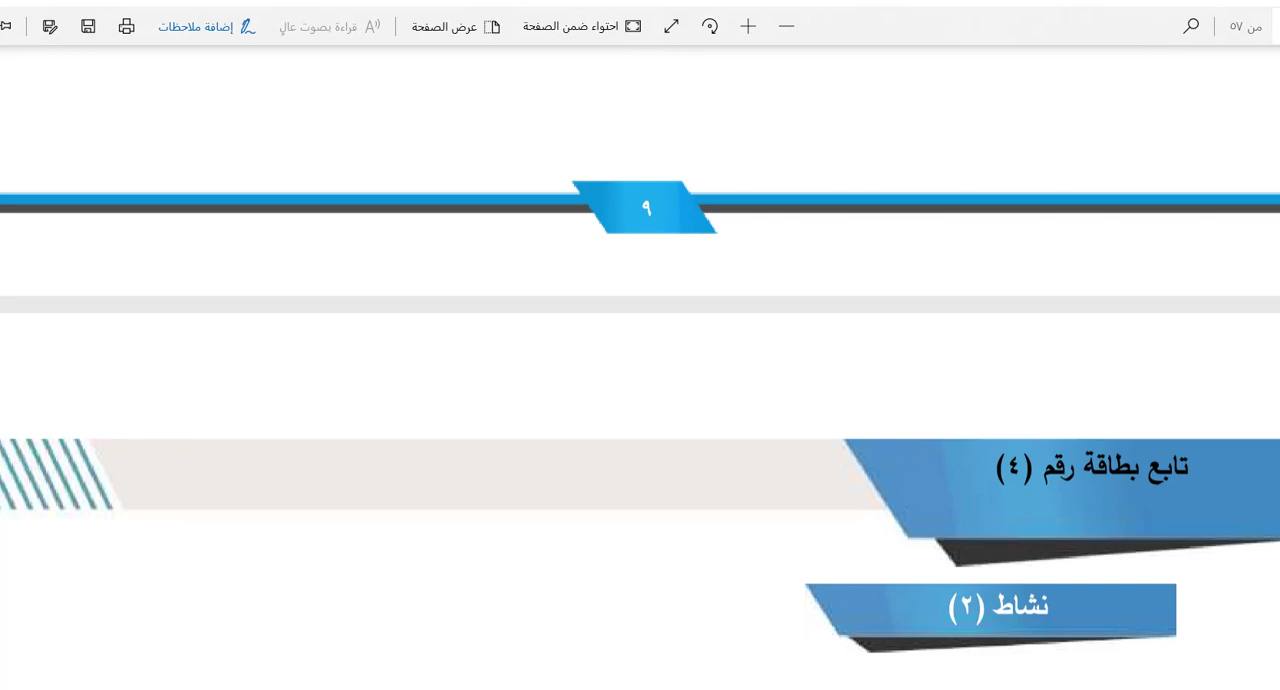 من ٥٧
احتواء ضمن الصفحة
عرض الصفحة
قراءة بصوت عالٍ
إضافة ملاحظات
٩
تابع بطاقة رقم (٤)
نشاط (٢)